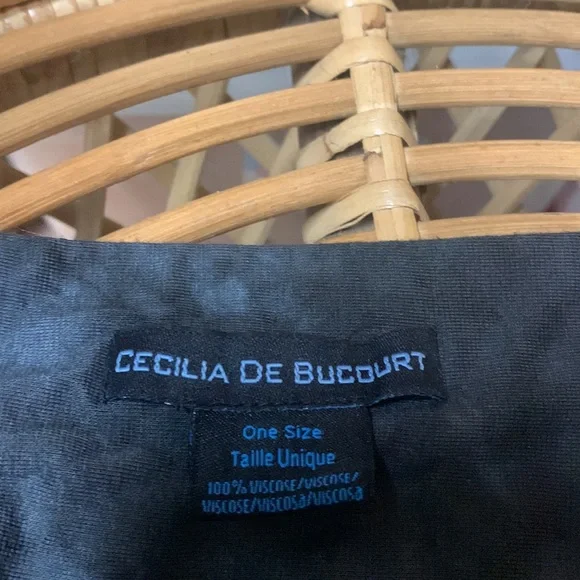 CECILIA DE BUCOURT
One Size
Taille Unique
100% VISCOSE/VISCOSE/
VISCOSE/VISCOSA/VISCOSA